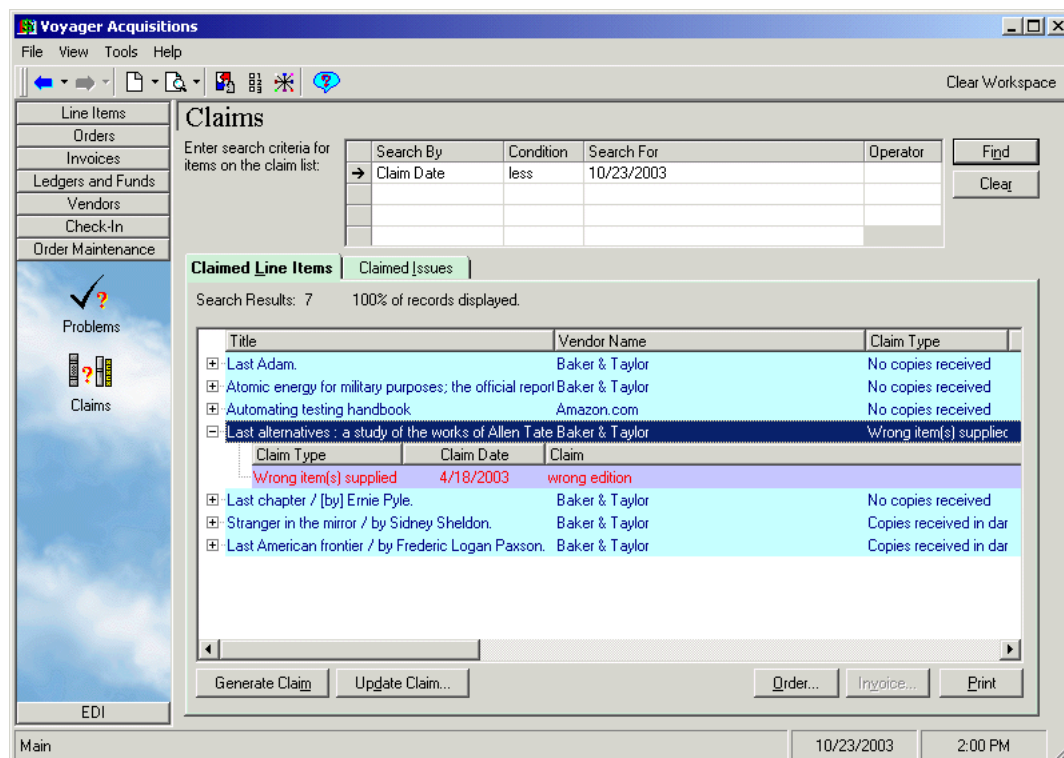 Voyager Acquisitions
File View Tools Help
Clear Workspace
Line Items
Orders
Invoices
Ledgers and Funds
Vendors
Check-In
Order Maintenance
Problems
Claims
EDI
Claims
Enter search criteria for
items on the claim list:
Search By Condition Search For Operator
Claim Date less 10/23/2003
Find
Clear
Claimed Line Items Claimed Issues
Search Results: 7 100% of records displayed.
Title Vendor Name Claim Type
Last Adam. Baker & Taylor No copies received
Atomic energy for military purposes; the official report Baker & Taylor No copies received
Automating testing handbook Amazon.com No copies received
Last alternatives : a study of the works of Allen Tate Baker & Taylor Wrong item(s) supplied
Claim Type Claim Date Claim
Wrong item(s) supplied 4/18/2003 wrong edition
Last chapter / [by] Ernie Pyle. Baker & Taylor No copies received
Stranger in the mirror / by Sidney Sheldon. Baker & Taylor Copies received in dar
Last American frontier / by Frederic Logan Paxson. Baker & Taylor Copies received in dar
Generate Claim Update Claim... Order... Invoice... Print
Main 10/23/2003 2:00 PM